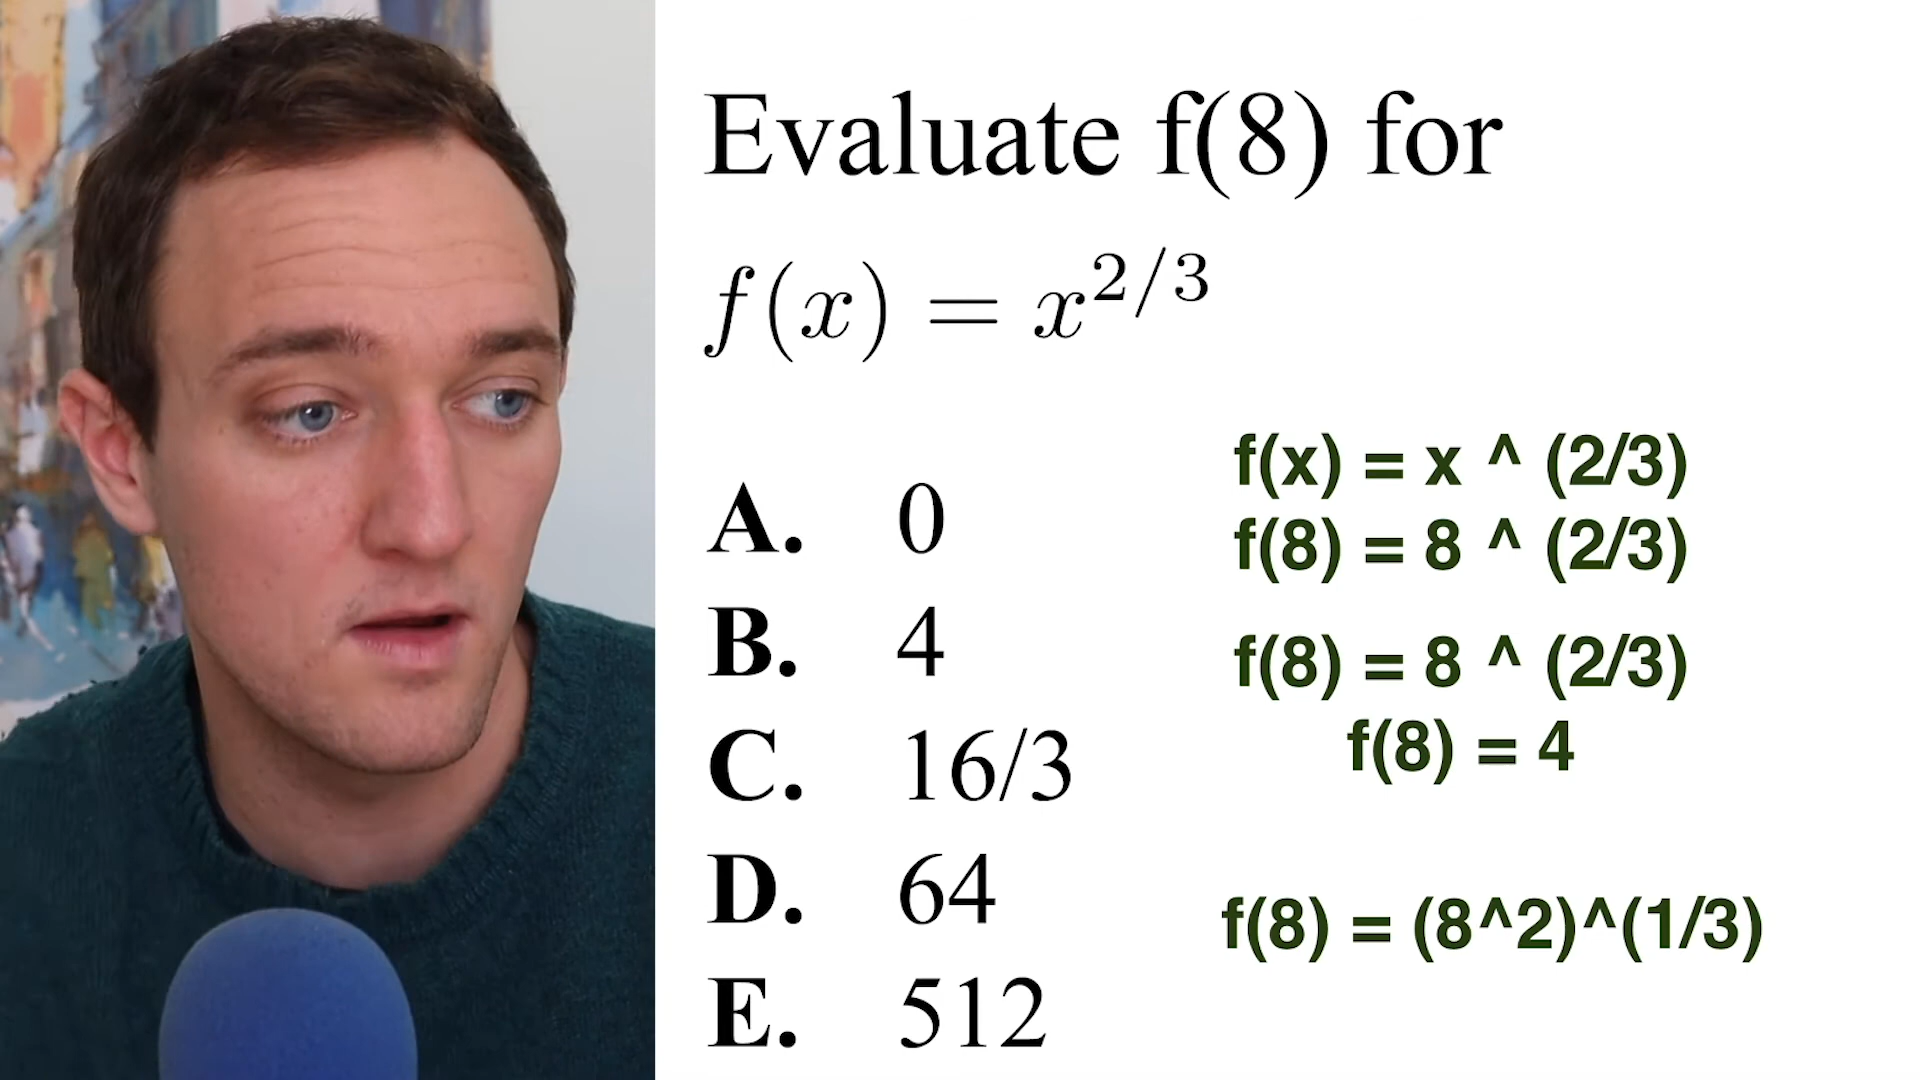 Evaluate f(8) for
f(x) = x^{2/3}
A. 0
B. 4
C. 16/3
D. 64
E. 512
f(x) = x ^ (2/3)
f(8) = 8 ^ (2/3)
f(8) = 8 ^ (2/3)
f(8) = 4
f(8) = (8^2)^(1/3)